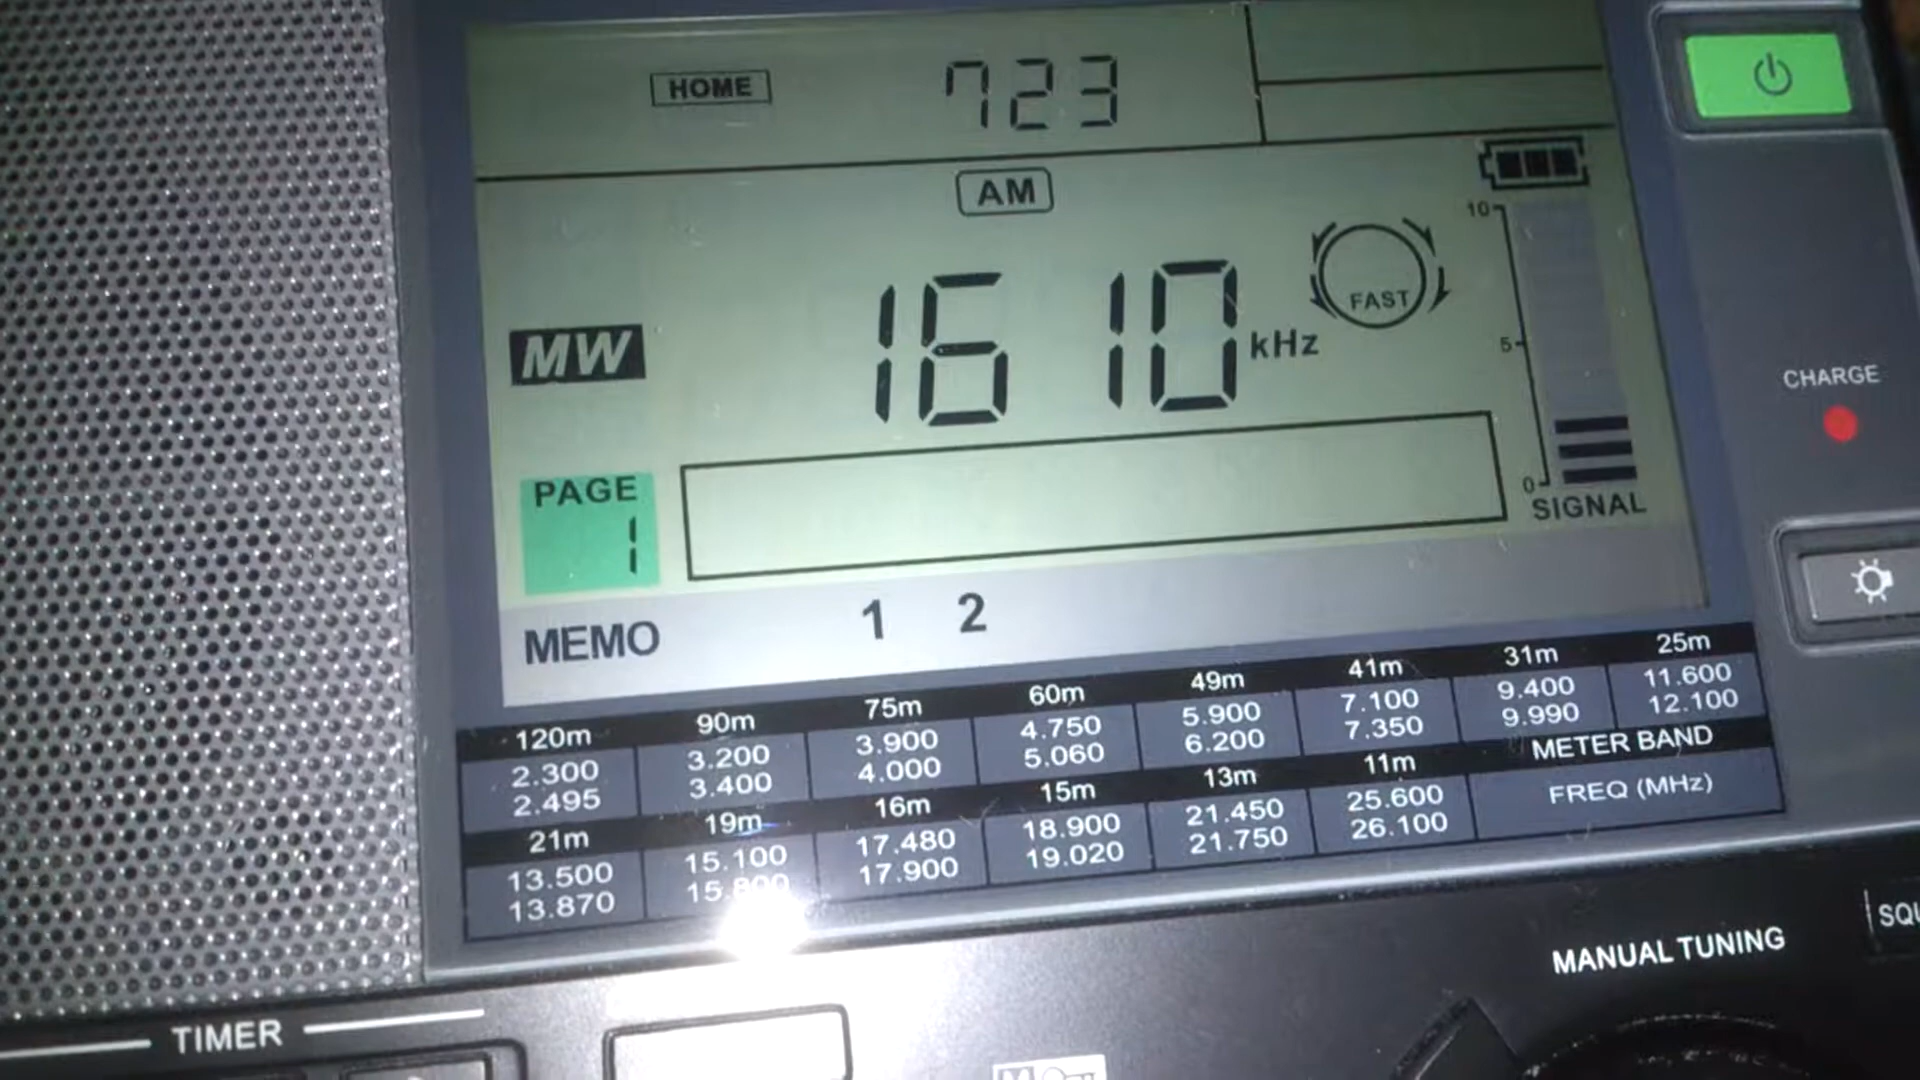 HOME 723
AM
10
MW 1610 kHz FAST
5
CHARGE
PAGE
1
0
SIGNAL
MEMO 1 2
120m 90m 75m 60m 49m 41m 31m 25m
2.300 3.200 3.900 4.750 5.900 7.100 9.400 11.600
2.495 3.400 4.000 5.060 6.200 7.350 9.990 12.100
21m 19m 16m 15m 13m 11m METER BAND
13.500 15.100 17.480 18.900 21.450 25.600 FREQ (MHz)
13.870 15.800 17.900 19.020 21.750 26.100
MANUAL TUNING
TIMER